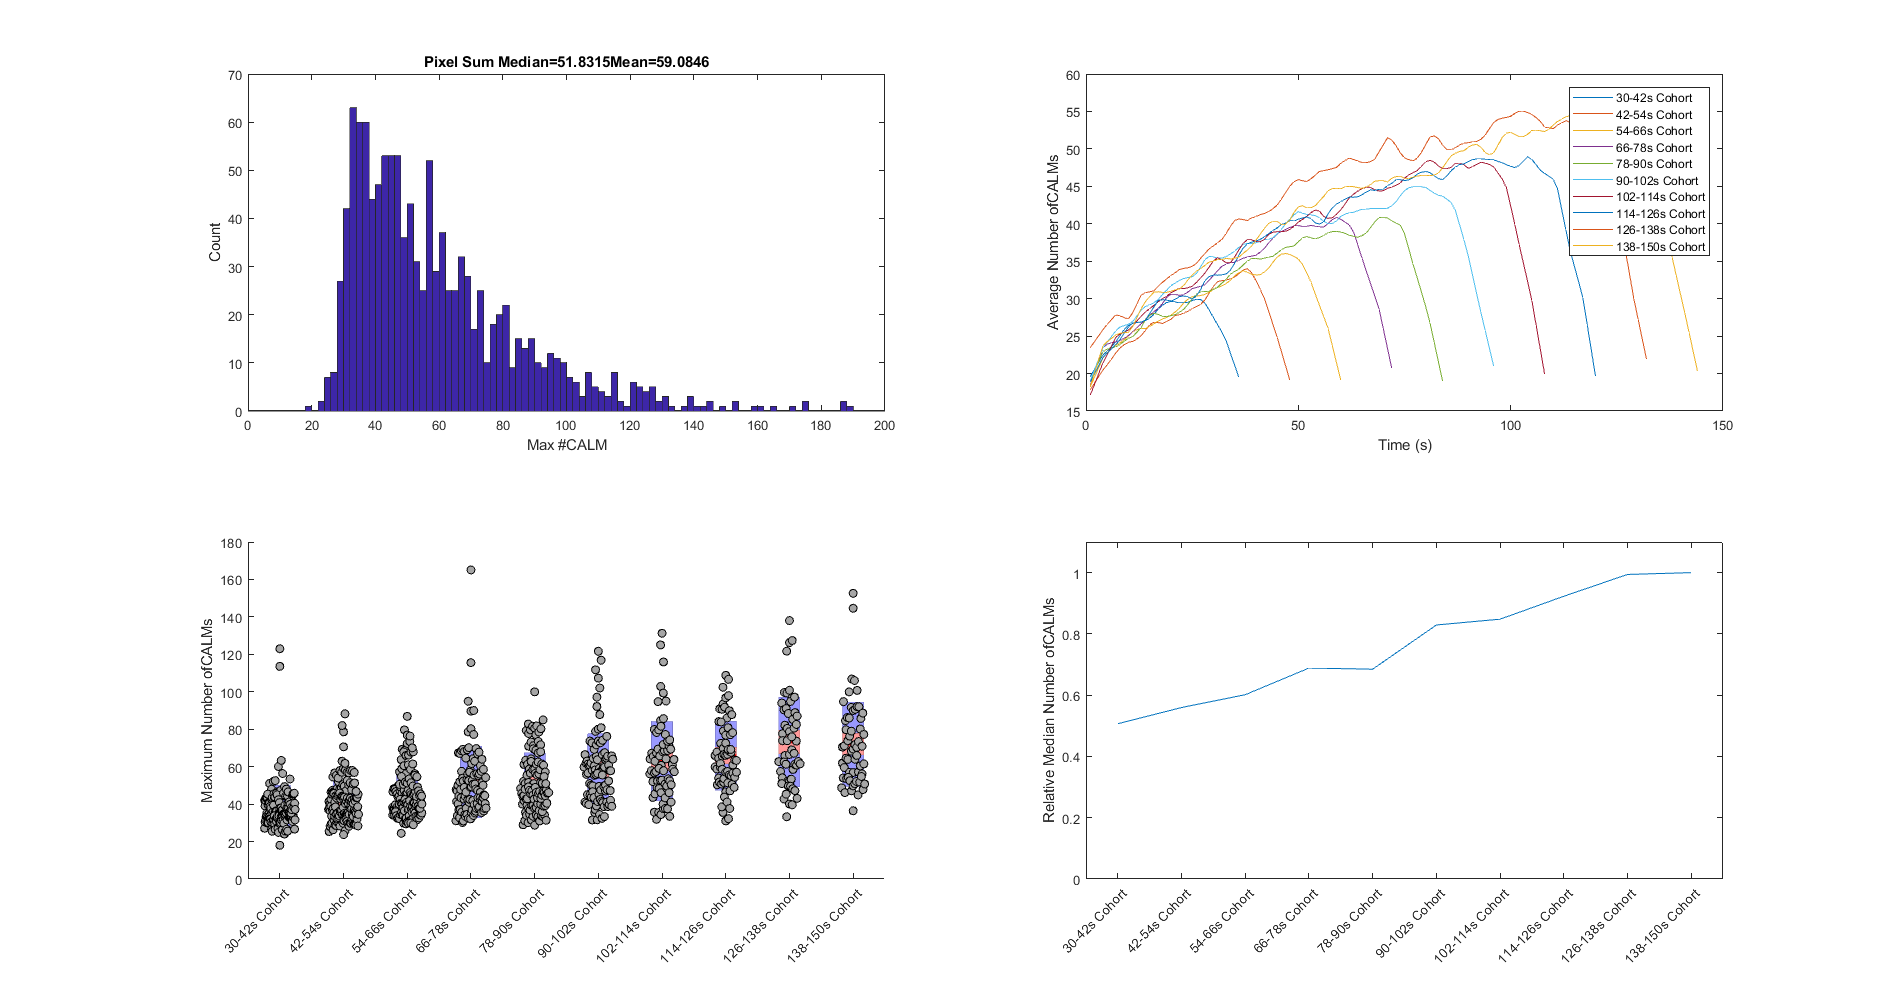 Pixel Sum Median=51.8315Mean=59.0846
70
60
50
40
30
20
10
0
Count
0 20 40 60 80 100 120 140 160 180 200
Max #CALM
60
55
50
45
40
35
30
25
20
15
Average Number ofCALMs
0 50 100 150
Time (s)
30-42s Cohort
42-54s Cohort
54-66s Cohort
66-78s Cohort
78-90s Cohort
90-102s Cohort
102-114s Cohort
114-126s Cohort
126-138s Cohort
138-150s Cohort
180
160
140
120
100
80
60
40
20
0
Maximum Number ofCALMs
30-42s Cohort
42-54s Cohort
54-66s Cohort
66-78s Cohort
78-90s Cohort
90-102s Cohort
102-114s Cohort
114-126s Cohort
126-138s Cohort
138-150s Cohort
1
0.8
0.6
0.4
0.2
0
Relative Median Number ofCALMs
30-42s Cohort
42-54s Cohort
54-66s Cohort
66-78s Cohort
78-90s Cohort
90-102s Cohort
102-114s Cohort
114-126s Cohort
126-138s Cohort
138-150s Cohort